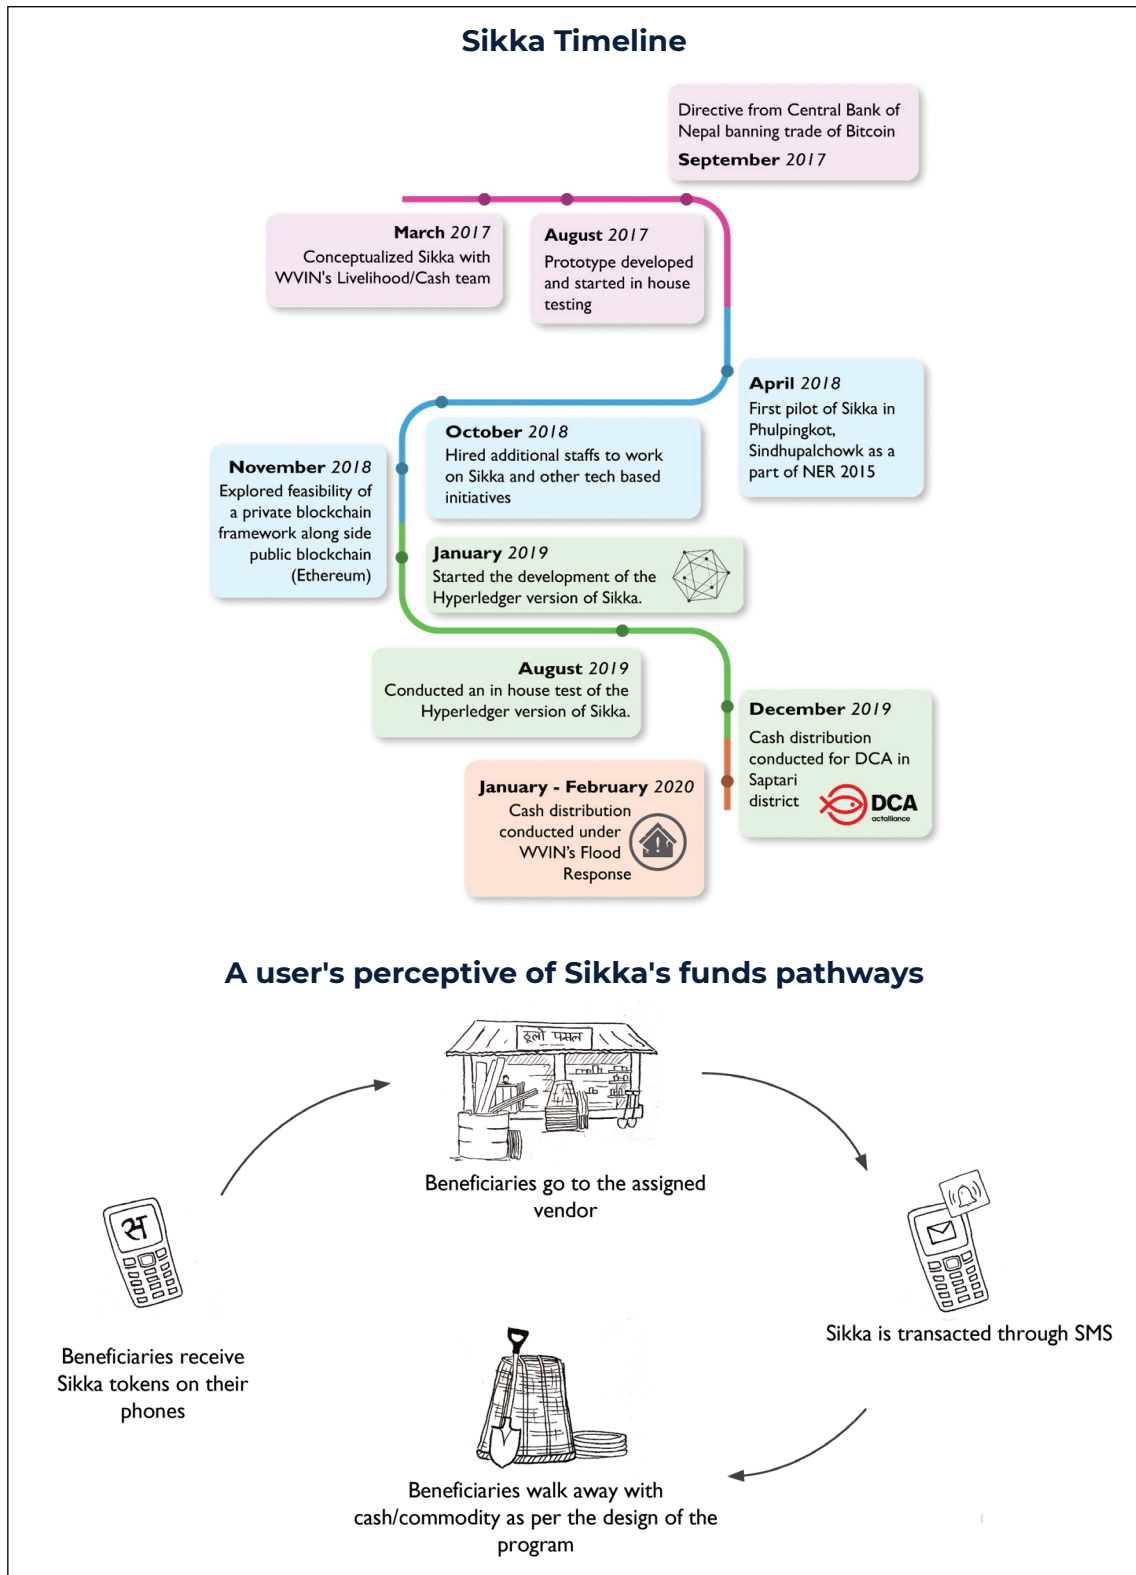 Sikka Timeline
Directive from Central Bank of
Nepal banning trade of Bitcoin
September 2017
March 2017
Conceptualized Sikka with
WVIN's Livelihood/Cash team
August 2017
Prototype developed
and started in house
testing
April 2018
First pilot of Sikka in
Phulpingkot,
Sindhupalchowk as a
part of NER 2015
October 2018
Hired additional staffs to work
on Sikka and other tech based
initiatives
November 2018
Explored feasibility of
a private blockchain
framework along side
public blockchain
(Ethereum)
January 2019
Started the development of the
Hyperledger version of Sikka.
August 2019
Conducted an in house test of the
Hyperledger version of Sikka.
December 2019
Cash distribution
conducted for DCA in
Saptari
district
DCA
actalliance
January - February 2020
Cash distribution
conducted under
WVIN's Flood
Response
A user's perceptive of Sikka's funds pathways
ठूलो पसल
Beneficiaries go to the assigned
vendor
स
Beneficiaries receive
Sikka tokens on their
phones
Sikka is transacted through SMS
Beneficiaries walk away with
cash/commodity as per the design of the
program